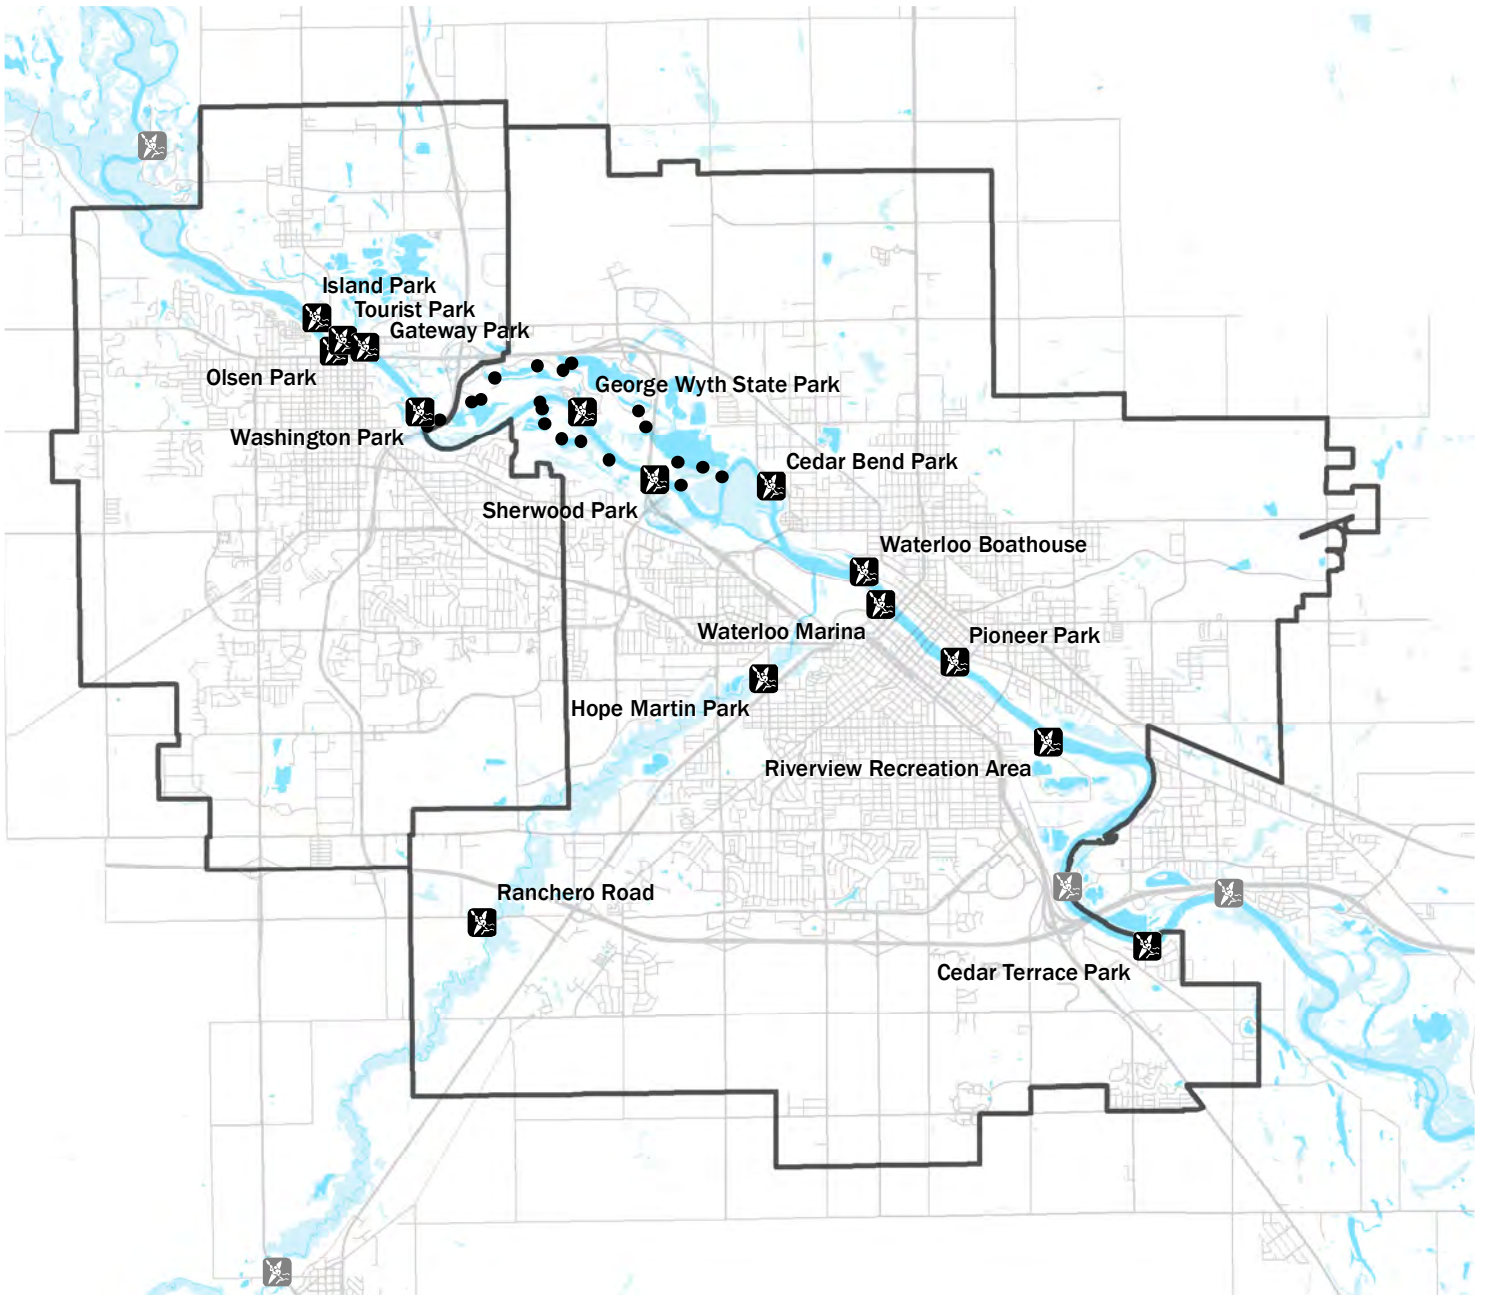 Island Park
Tourist Park
Gateway Park
Olsen Park
George Wyth State Park
Washington Park
Cedar Bend Park
Sherwood Park
Waterloo Boathouse
Waterloo Marina
Pioneer Park
Hope Martin Park
Riverview Recreation Area
Ranchero Road
Cedar Terrace Park